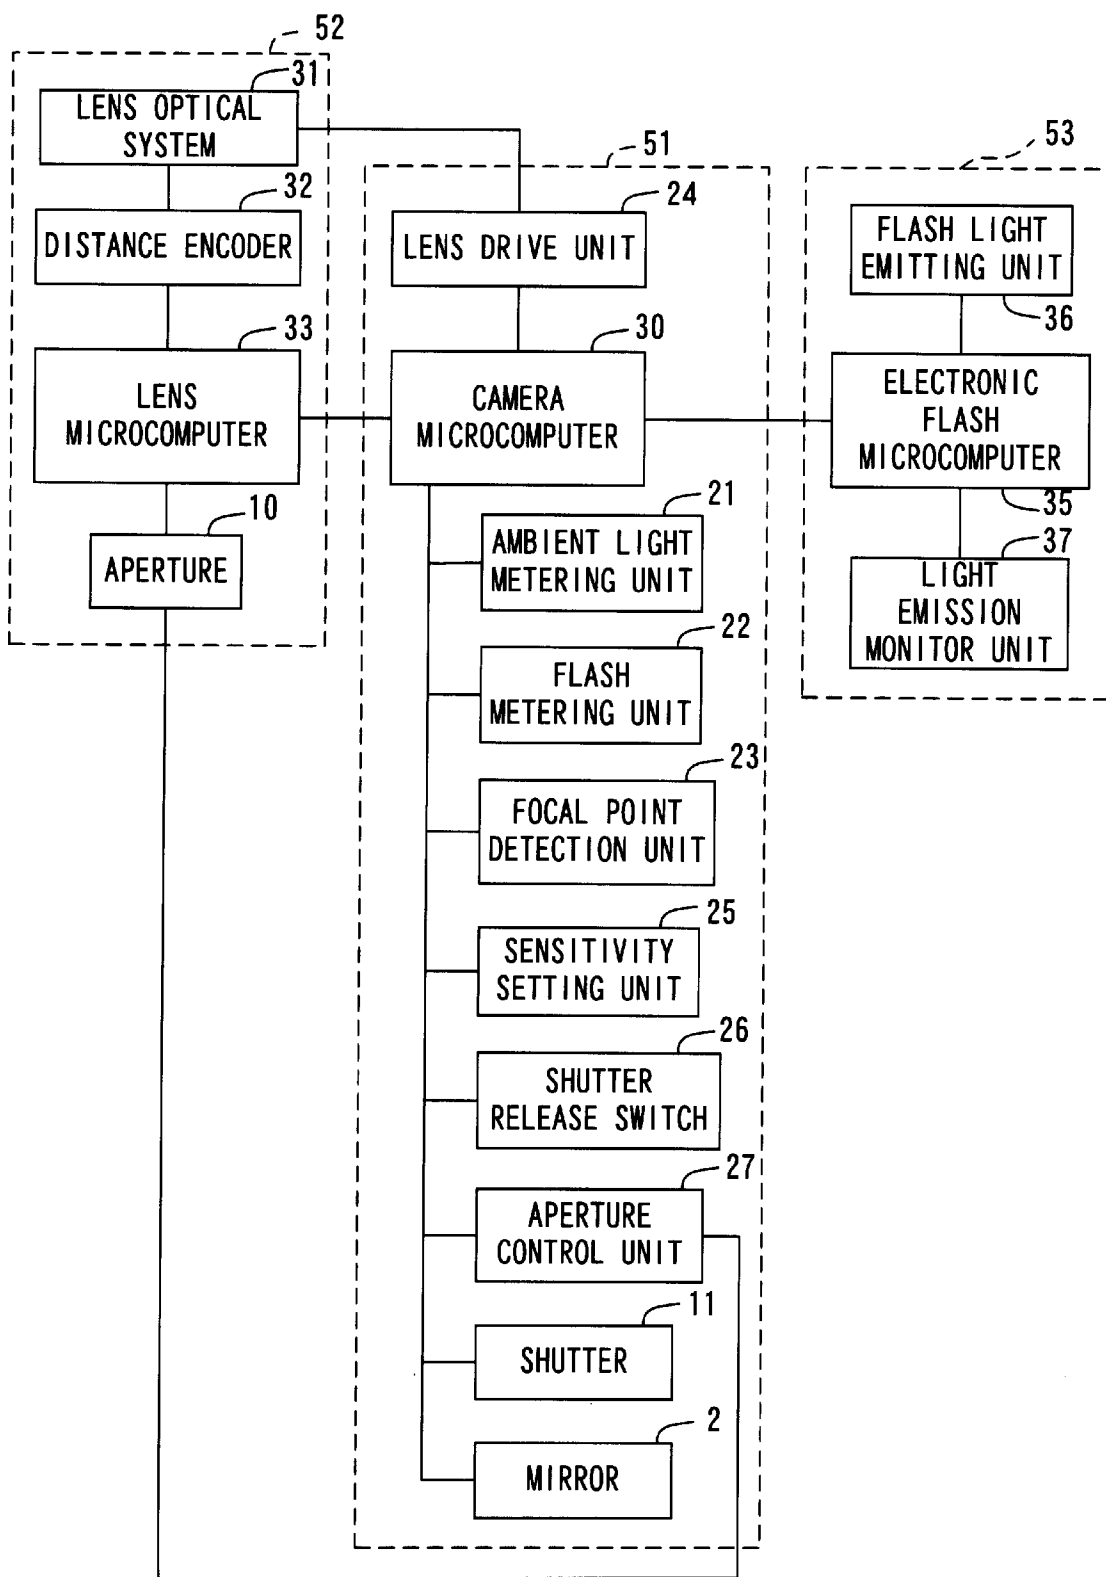 52
31
LENS OPTICAL
SYSTEM
32
DISTANCE ENCODER
33
LENS
MICROCOMPUTER
10
APERTURE
51
24
LENS DRIVE UNIT
30
CAMERA
MICROCOMPUTER
21
AMBIENT LIGHT
METERING UNIT
22
FLASH
METERING UNIT
23
FOCAL POINT
DETECTION UNIT
25
SENSITIVITY
SETTING UNIT
26
SHUTTER
RELEASE SWITCH
27
APERTURE
CONTROL UNIT
11
SHUTTER
2
MIRROR
53
FLASH LIGHT
EMITTING UNIT
36
ELECTRONIC
FLASH
MICROCOMPUTER
35
37
LIGHT
EMISSION
MONITOR UNIT